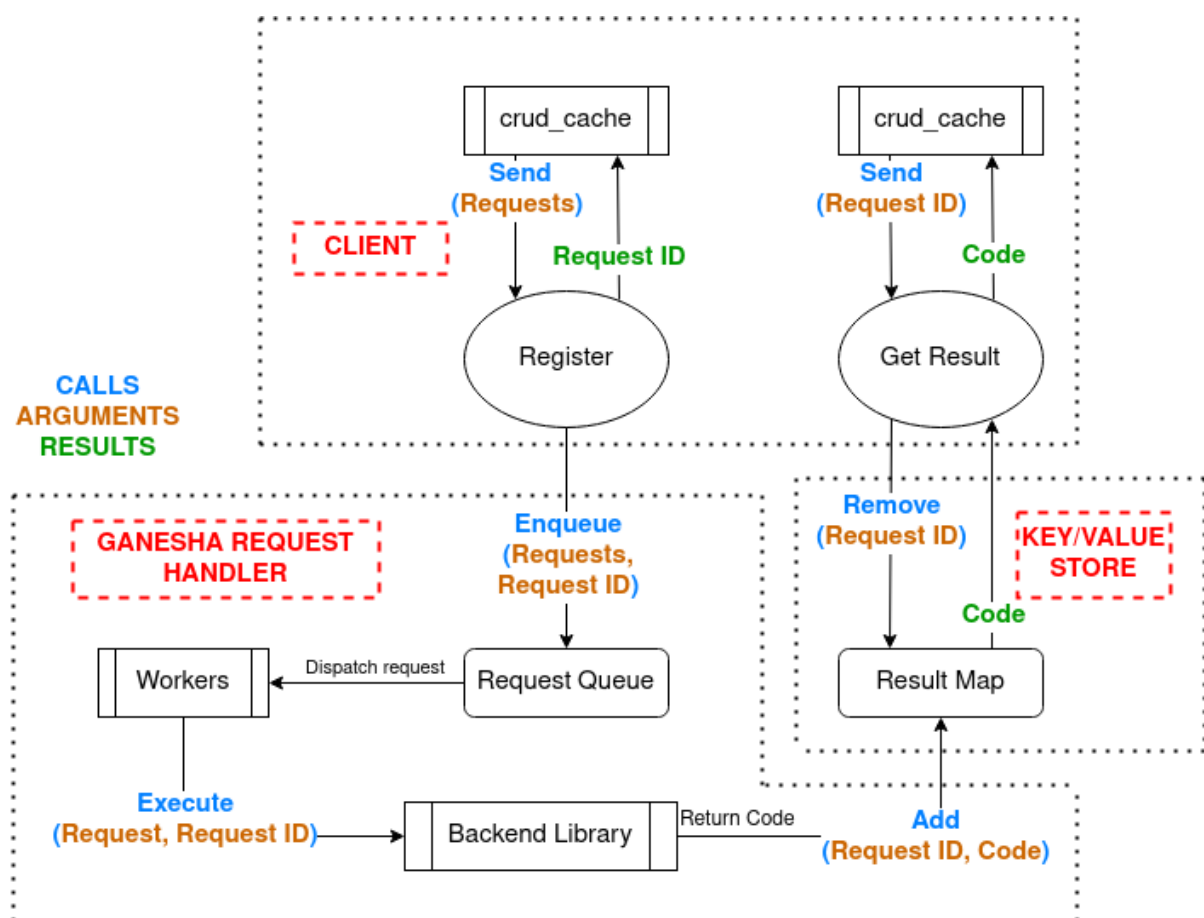 crud_cache
crud_cache
Send
(Requests)
Send
(Request ID)
CLIENT
Request ID
Code
Register
Get Result
CALLS
ARGUMENTS
RESULTS
GANESHA REQUEST
HANDLER
Enqueue
(Requests,
Request ID)
Remove
(Request ID)
KEY/VALUE
STORE
Code
Workers
Dispatch request
Request Queue
Result Map
Execute
(Request, Request ID)
Backend Library
Return Code
Add
(Request ID, Code)